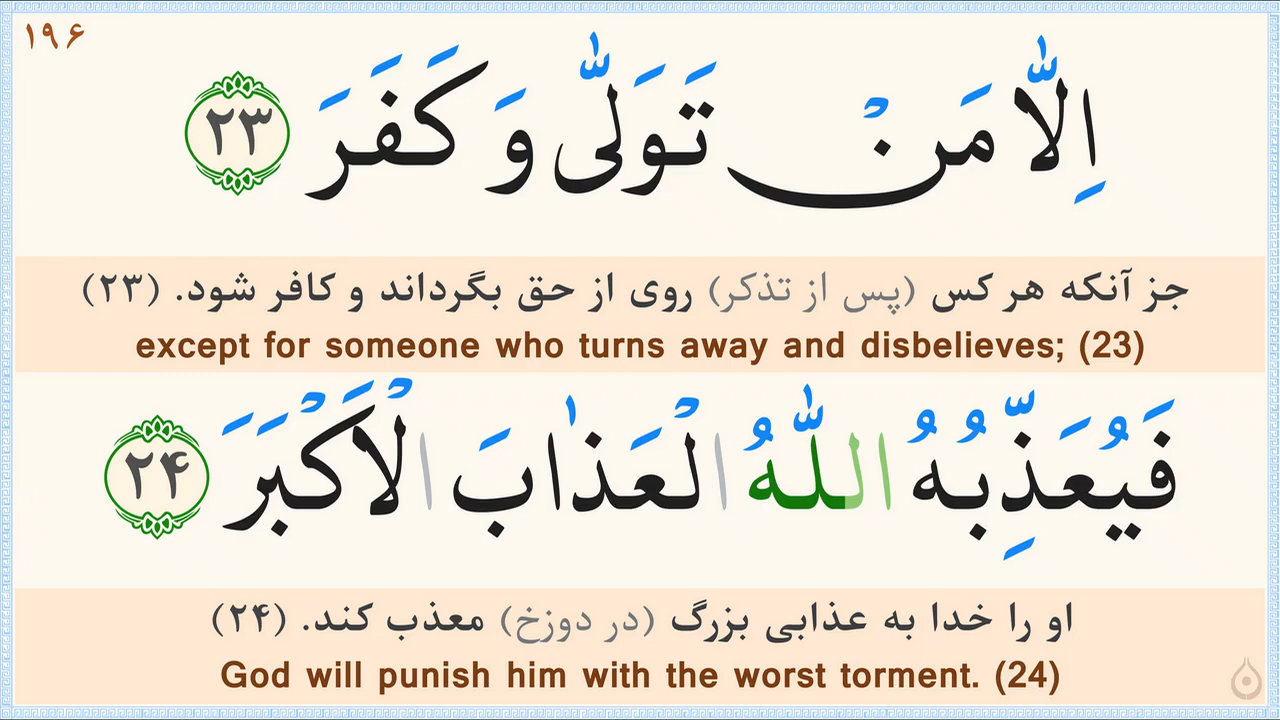 ۱۹۶
اِلّٰا مَنْ تَوَلّٰى وَ كَفَرَ ۲۳
جز آنکه هر کس (پس از تذکر) روی از حق بگرداند و کافر شود. (۲۳)
except for someone who turns away and disbelieves; (23)
فَيُعَذِّبُهُ اللّٰهُ الْعَذٰابَ الْاَكْبَرَ ۲۴
او را خدا به عذابی بزرگ (در دوزخ) معذب کند. (۲۴)
God will punish him with the worst torment. (24)